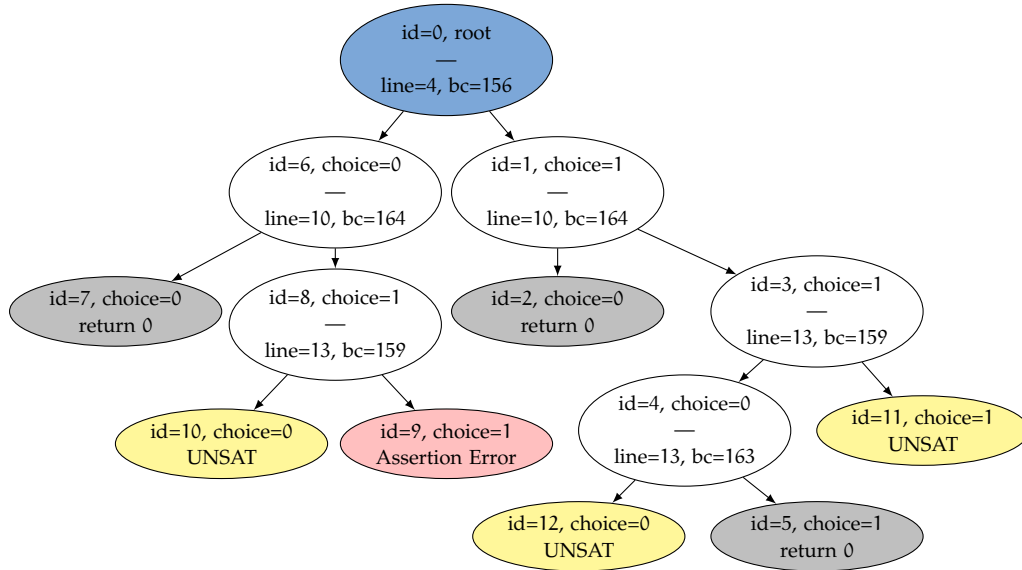 id=0, root
—
line=4, bc=156
id=6, choice=0
—
line=10, bc=164
id=1, choice=1
—
line=10, bc=164
id=7, choice=0
return 0
id=8, choice=1
—
line=13, bc=159
id=2, choice=0
return 0
id=3, choice=1
—
line=13, bc=159
id=10, choice=0
UNSAT
id=9, choice=1
Assertion Error
id=4, choice=0
—
line=13, bc=163
id=11, choice=1
UNSAT
id=12, choice=0
UNSAT
id=5, choice=1
return 0